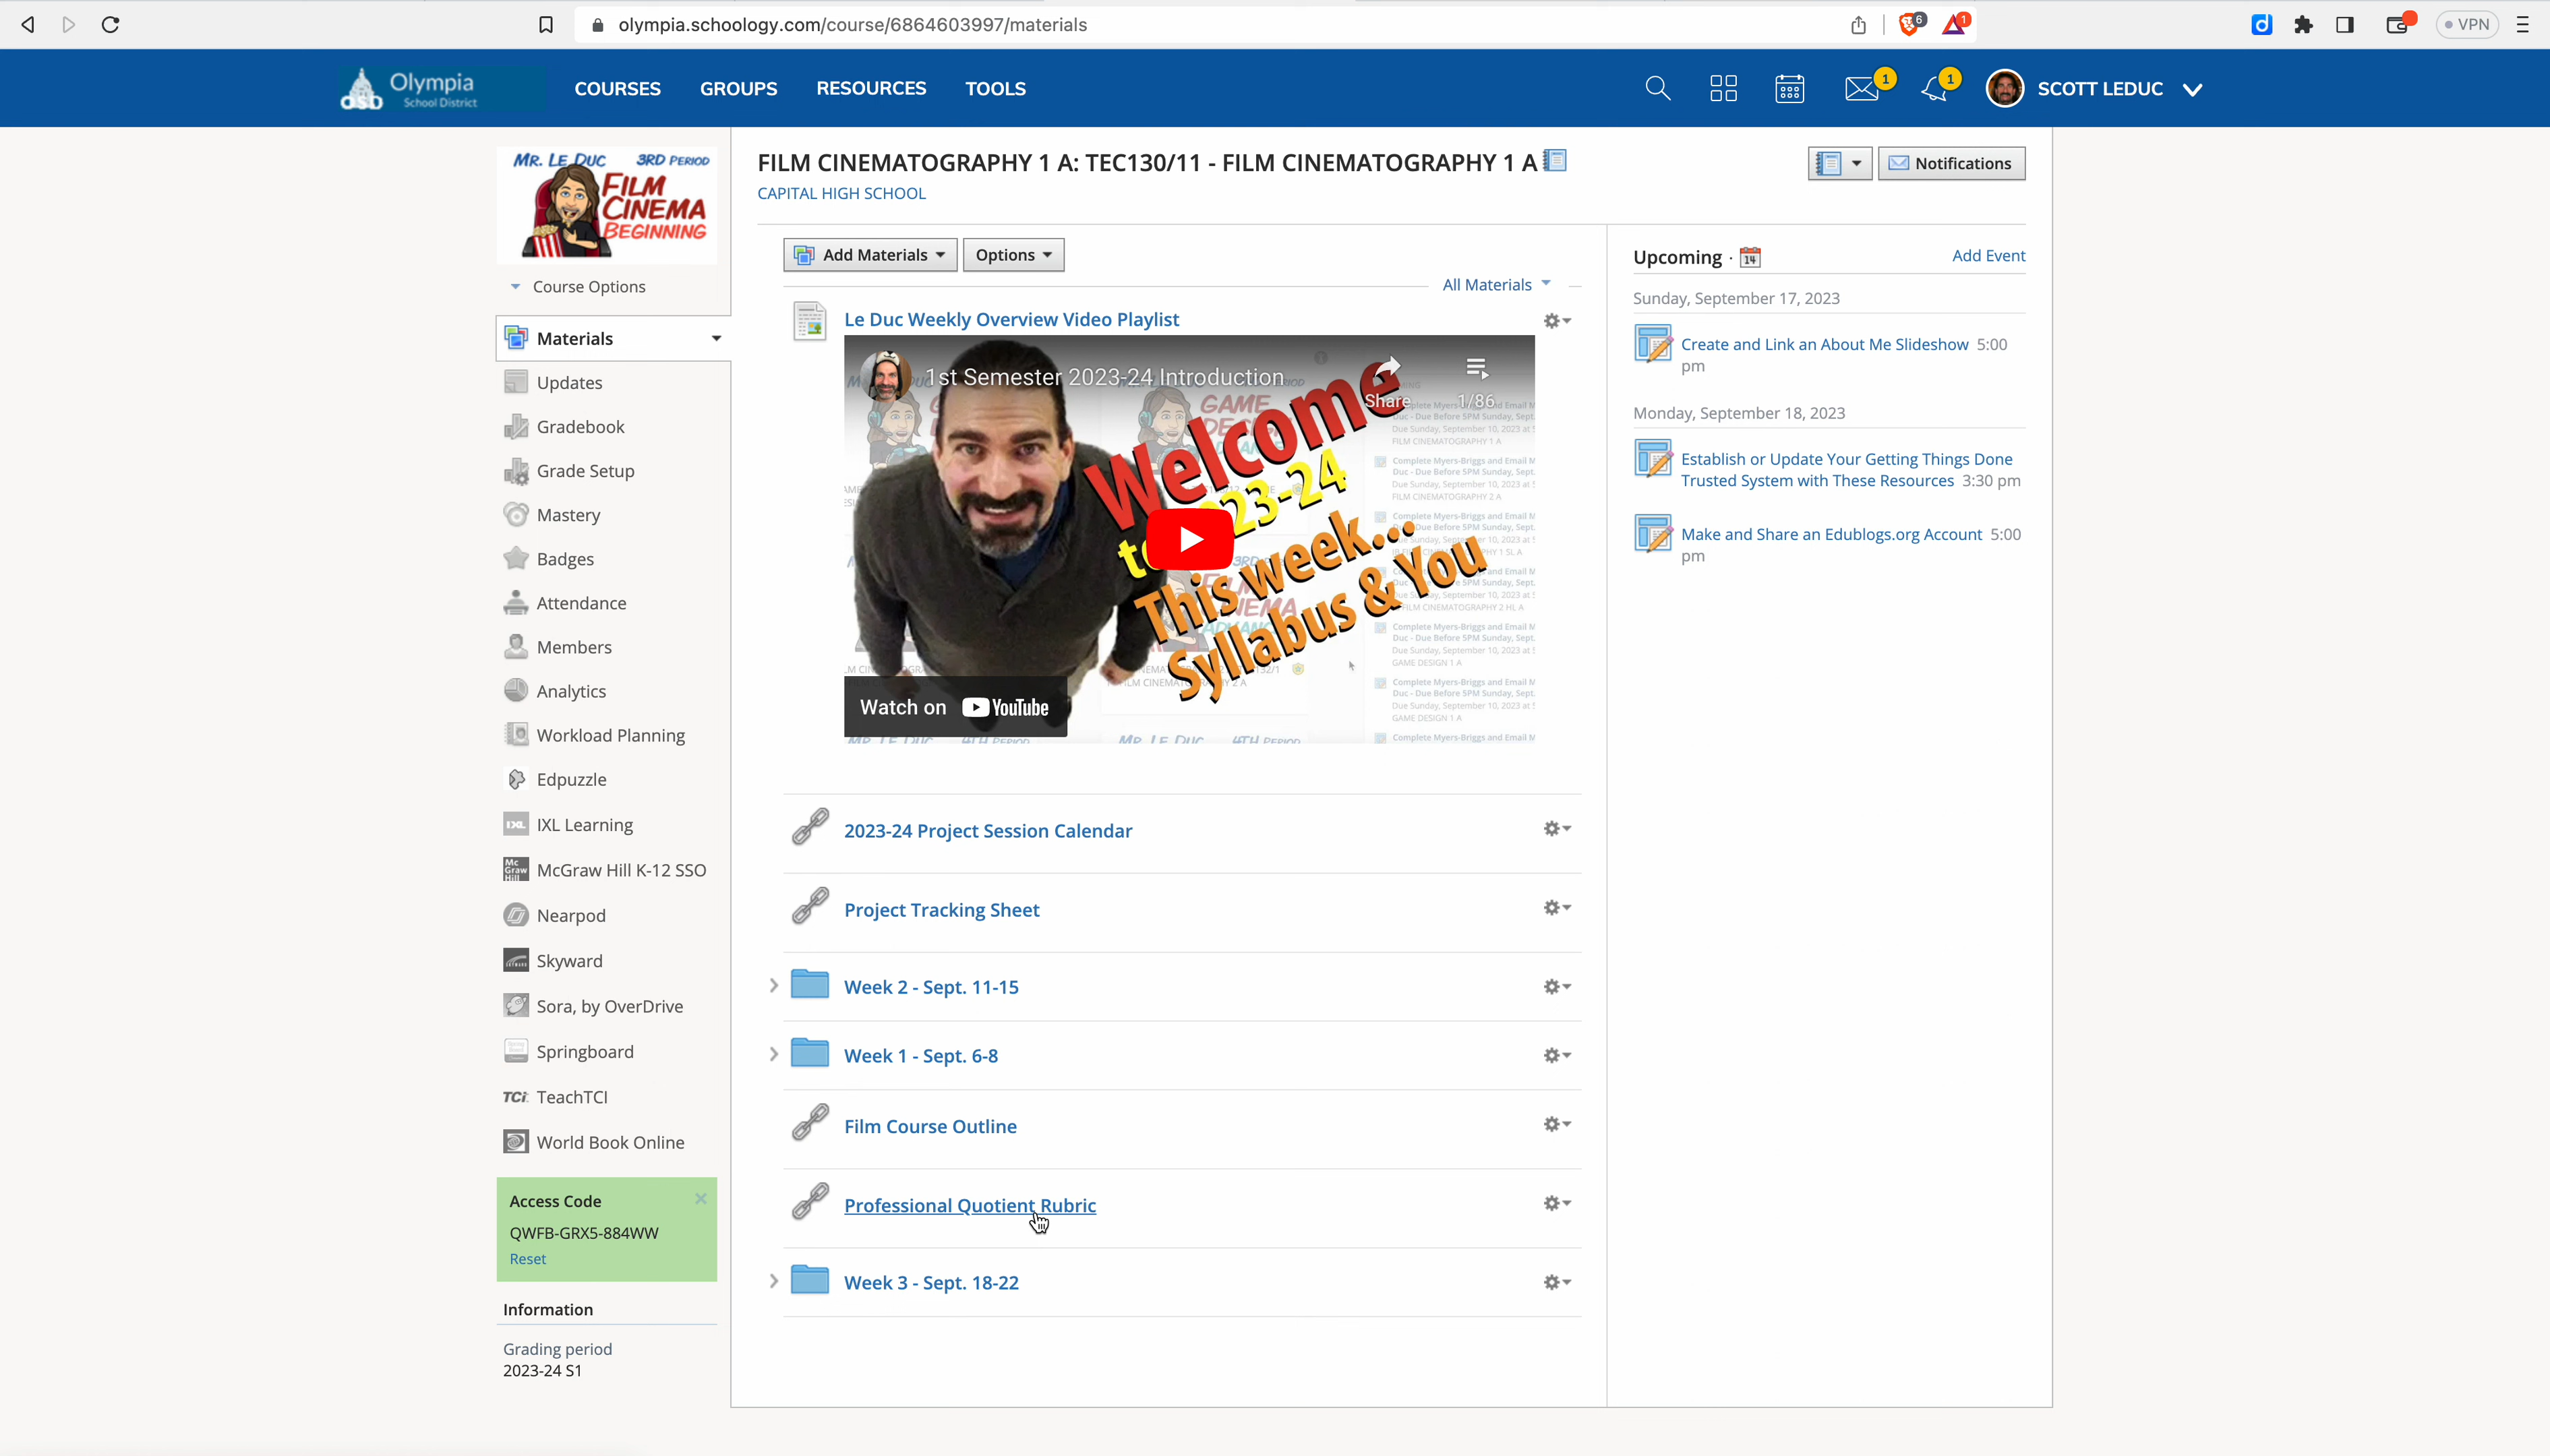 olympia.schoology.com/course/6864603997/materials
6
1
VPN
Olympia
School District
OSD
COURSES
GROUPS
RESOURCES
TOOLS
1
1
SCOTT LEDUC
MR. LE DUC 3RD PERIOD
FILM
CINEMA
BEGINNING
Course Options
Materials
Updates
Gradebook
Grade Setup
Mastery
Badges
Attendance
Members
Analytics
Workload Planning
Edpuzzle
IXL IXL Learning
Mc Graw Hill McGraw Hill K-12 SSO
Nearpod
Skyward
Sora, by OverDrive
Springboard
TCi TeachTCI
World Book Online
Access Code
QWFB-GRX5-884WW
Reset
Information
Grading period
2023-24 S1
FILM CINEMATOGRAPHY 1 A: TEC130/11 - FILM CINEMATOGRAPHY 1 A
CAPITAL HIGH SCHOOL
Notifications
Add Materials
Options
All Materials
Le Duc Weekly Overview Video Playlist
1st Semester 2023-24 Introduction
Share
1/86
Welcome
This week...
Syllabus & You
Watch on YouTube
2023-24 Project Session Calendar
Project Tracking Sheet
Week 2 - Sept. 11-15
Week 1 - Sept. 6-8
Film Course Outline
Professional Quotient Rubric
Week 3 - Sept. 18-22
Upcoming · 14
Add Event
Sunday, September 17, 2023
Create and Link an About Me Slideshow 5:00
pm
Monday, September 18, 2023
Establish or Update Your Getting Things Done
Trusted System with These Resources 3:30 pm
Make and Share an Edublogs.org Account 5:00
pm